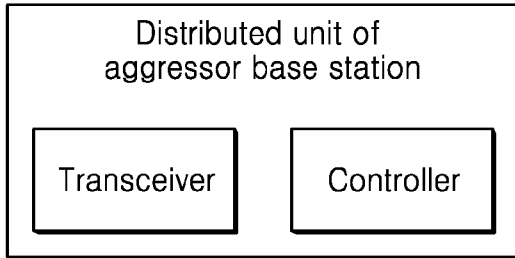 Distributed unit of
aggressor base station
Transceiver
Controller